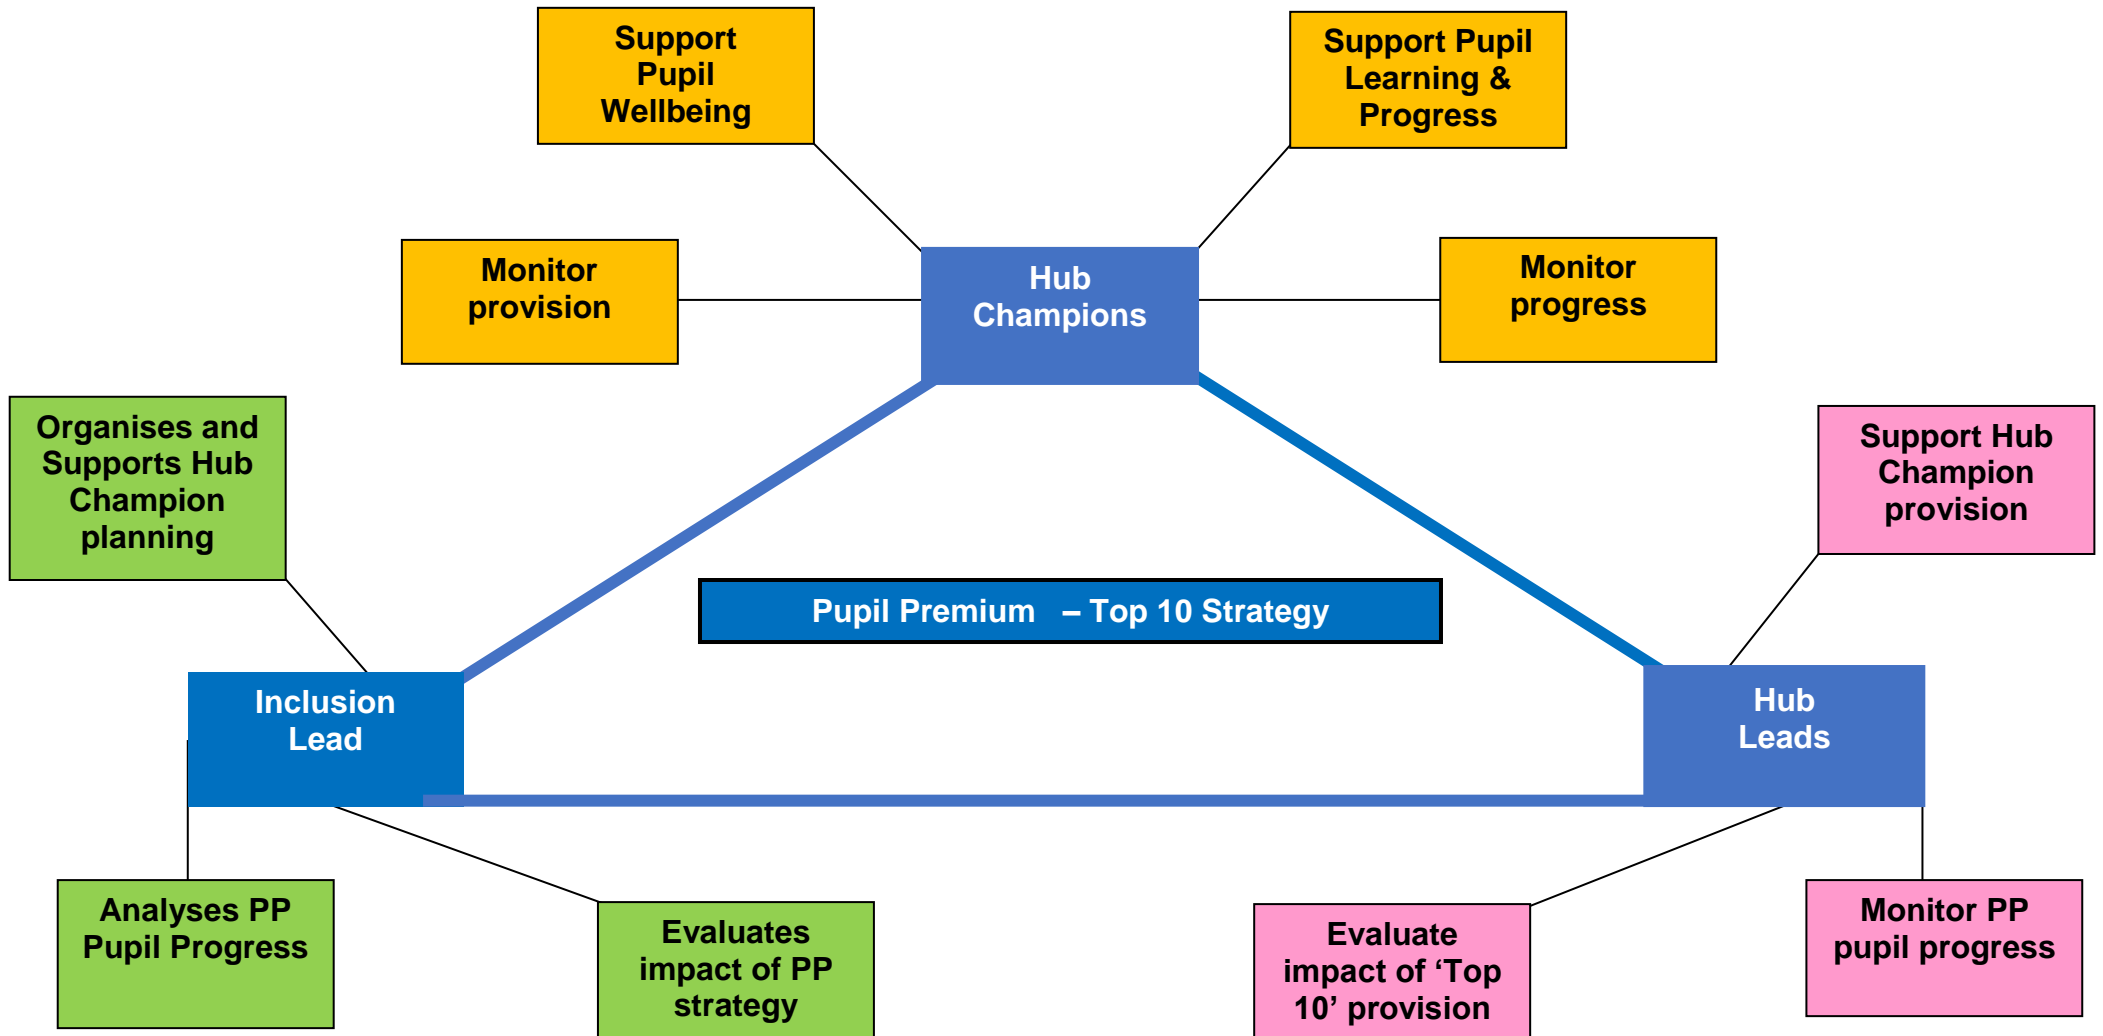 Support
Pupil
Wellbeing
Support Pupil
Learning &
Progress
Monitor
provision
Hub
Champions
Monitor
progress
Organises and
Supports Hub
Champion
planning
Support Hub
Champion
provision
Pupil Premium – Top 10 Strategy
Inclusion
Lead
Hub
Leads
Analyses PP
Pupil Progress
Evaluates
impact of PP
strategy
Evaluate
impact of ‘Top
10’ provision
Monitor PP
pupil progress